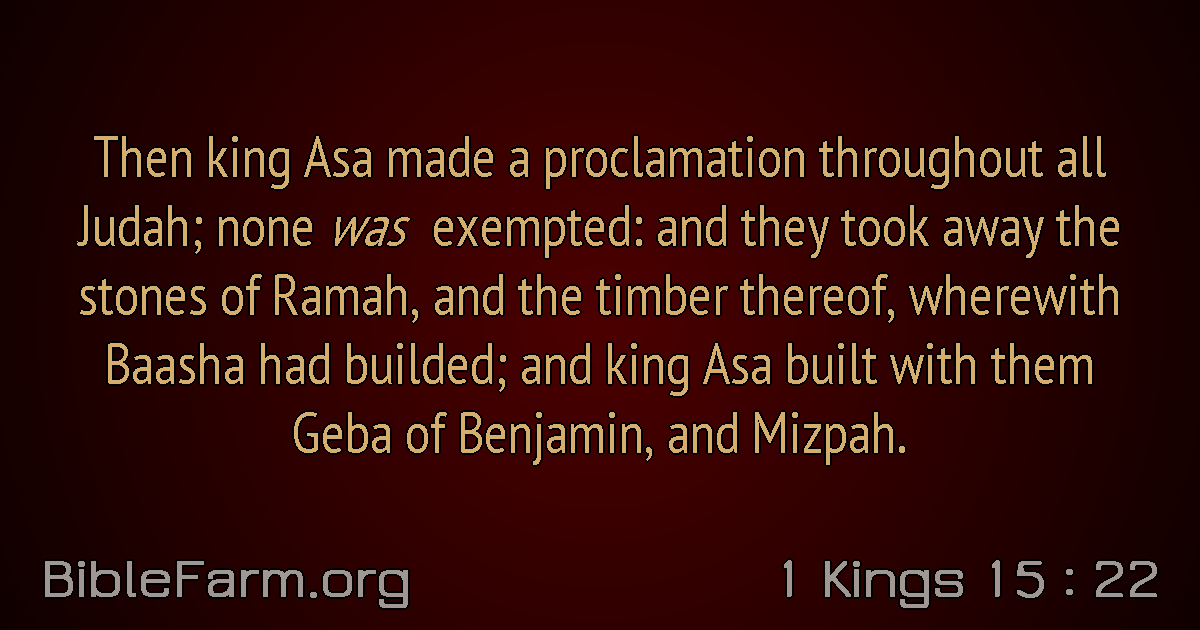 Then king Asa made a proclamation throughout all
Judah; none was exempted: and they took away the
stones of Ramah, and the timber thereof, wherewith
Baasha had builded; and king Asa built with them
Geba of Benjamin, and Mizpah.
BibleFarm.org
1 Kings 15 : 22